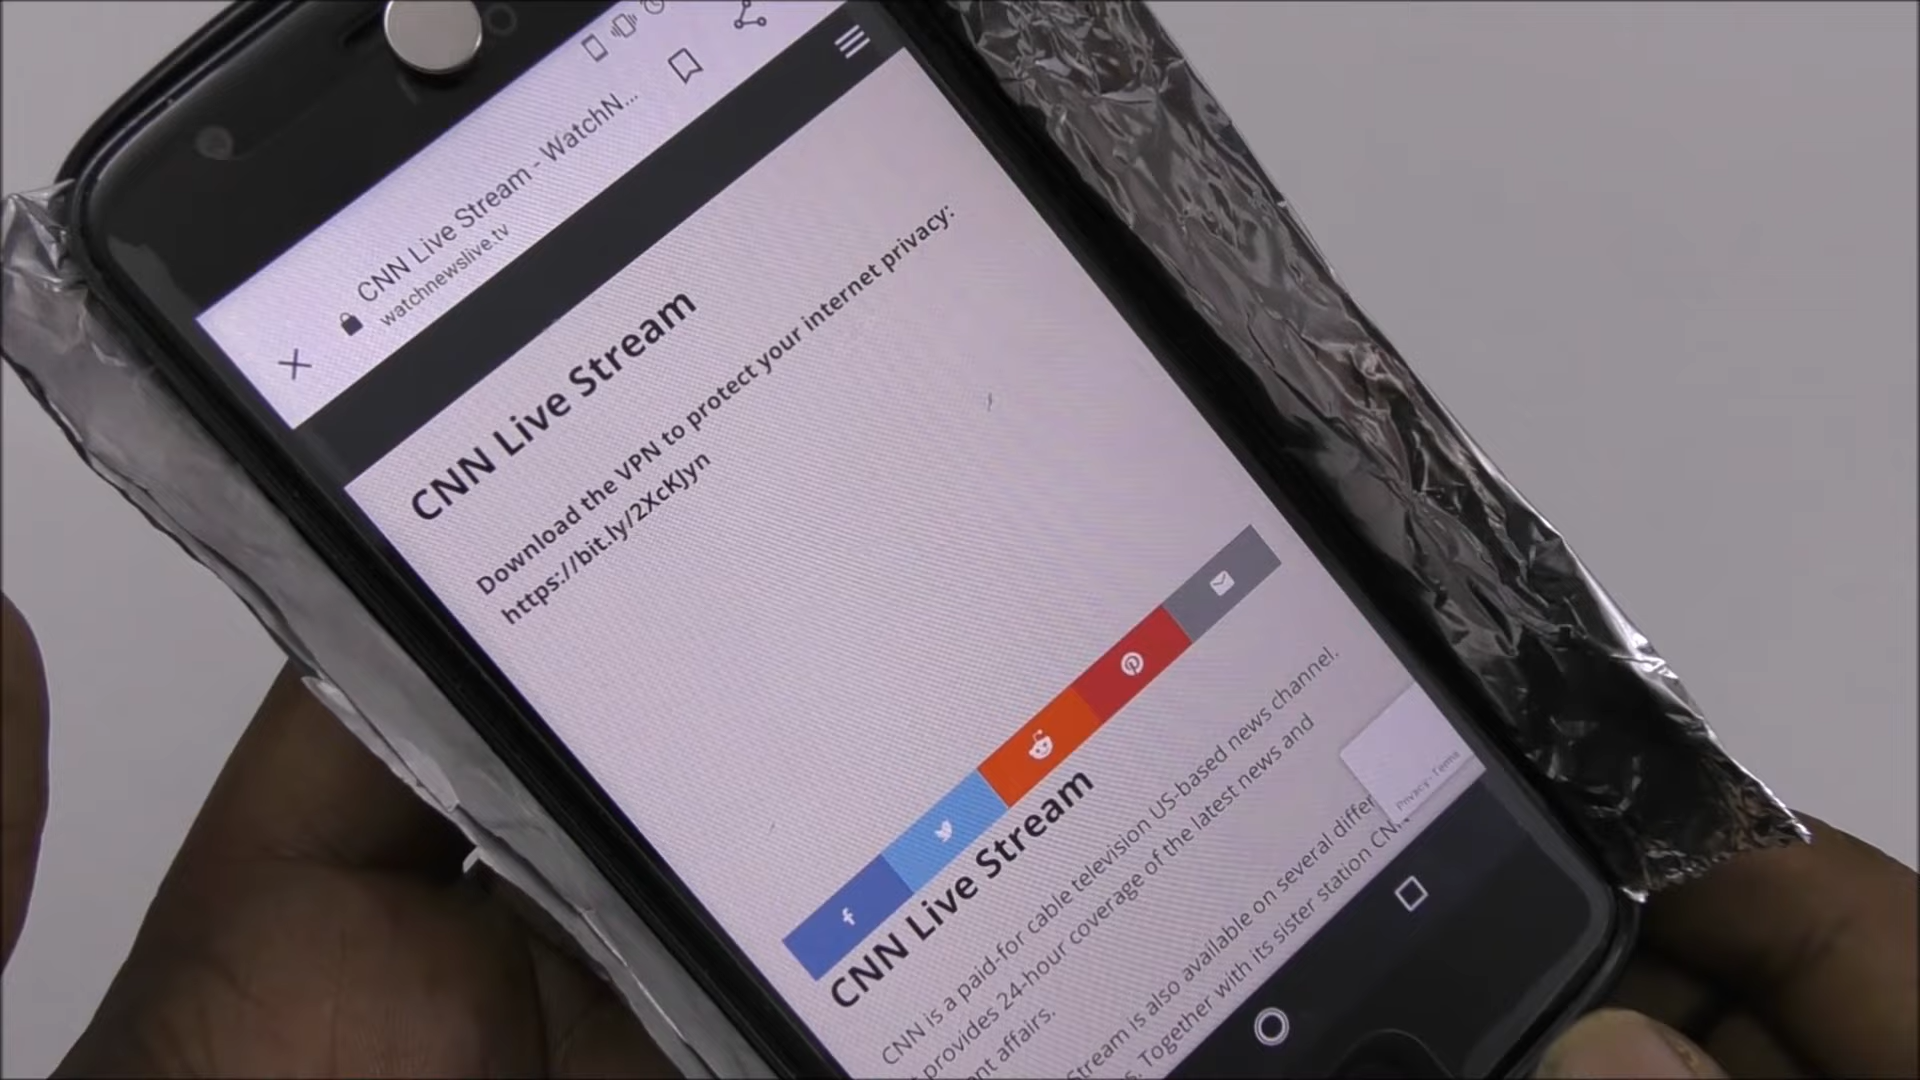 CNN Live Stream - WatchN...
watchnewslive.tv
CNN Live Stream
Download the VPN to protect your internet privacy:
https://bit.ly/2XcKJyn
CNN Live Stream
CNN is a paid-for cable television US-based news channel.
provides 24-hour coverage of the latest news and
affairs.
Stream is also available on several
Together with its sister station
Privacy - Terms